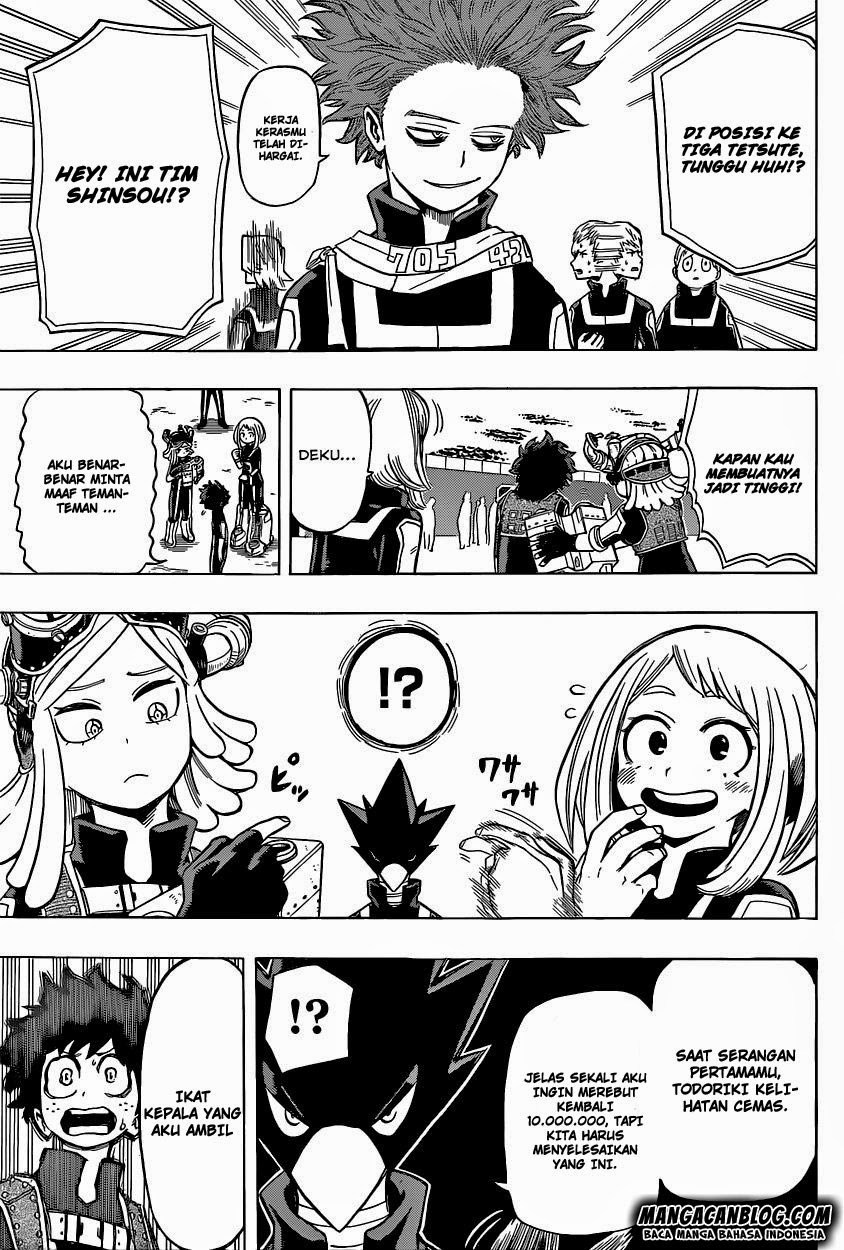 DI POSISI KE
TIGA TETSUTE,
TUNGGU HUH!?
KERJA
KERASMU
TELAH DI-
HARGAI.
HEY! INI TIM
SHINSOU!?
705 42
KAPAN KAU
MEMBUATNYA
JADI TINGGI!
DEKU...
AKU BENAR-
BENAR MINTA
MAAF TEMAN-
TEMAN ...
!?
ワサ
ワサ
ピッ
SAAT SERANGAN
PERTAMAMU,
TODORIKI KELI-
HATAN CEMAS.
JELAS SEKALI AKU
INGIN MEREBUT
KEMBALI
10.000.000, TAPI
KITA HARUS
MENYELESAIKAN
YANG INI.
!?
IKAT
KEPALA YANG
AKU AMBIL
MANGACANBLOG.COM
BACA MANGA BAHASA INDONESIA